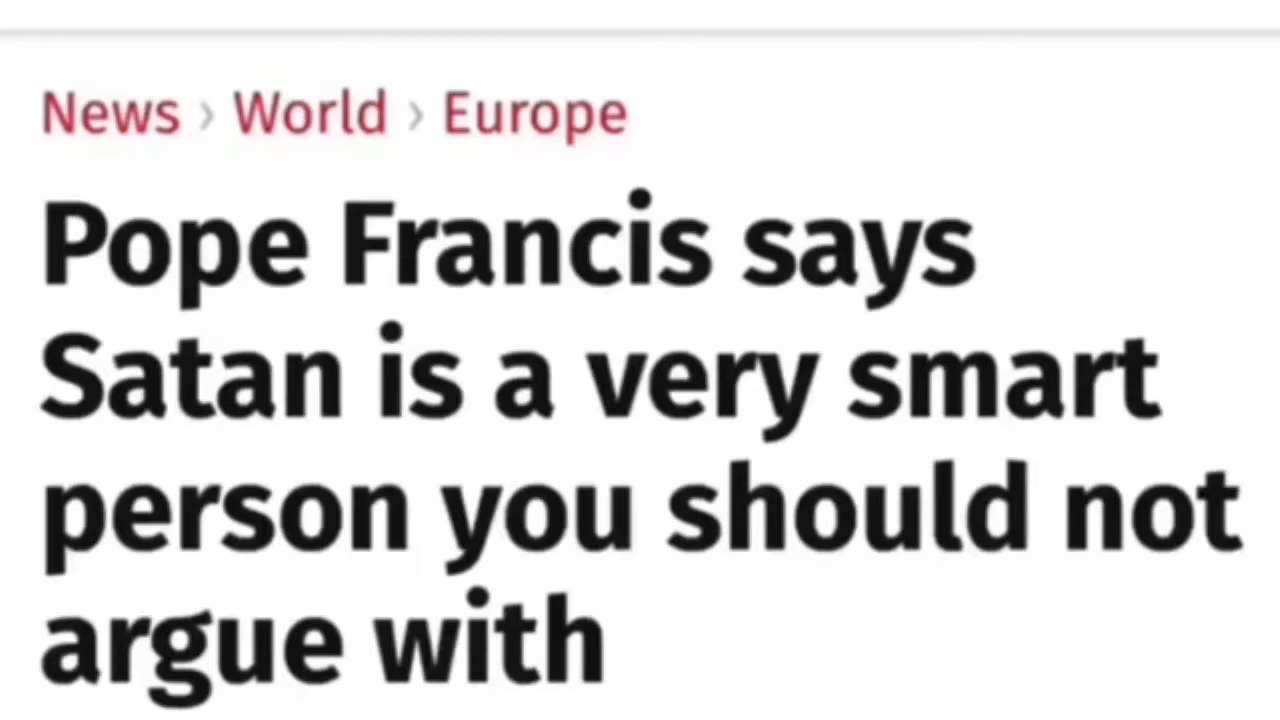 News › World › Europe
Pope Francis says
Satan is a very smart
person you should not
argue with